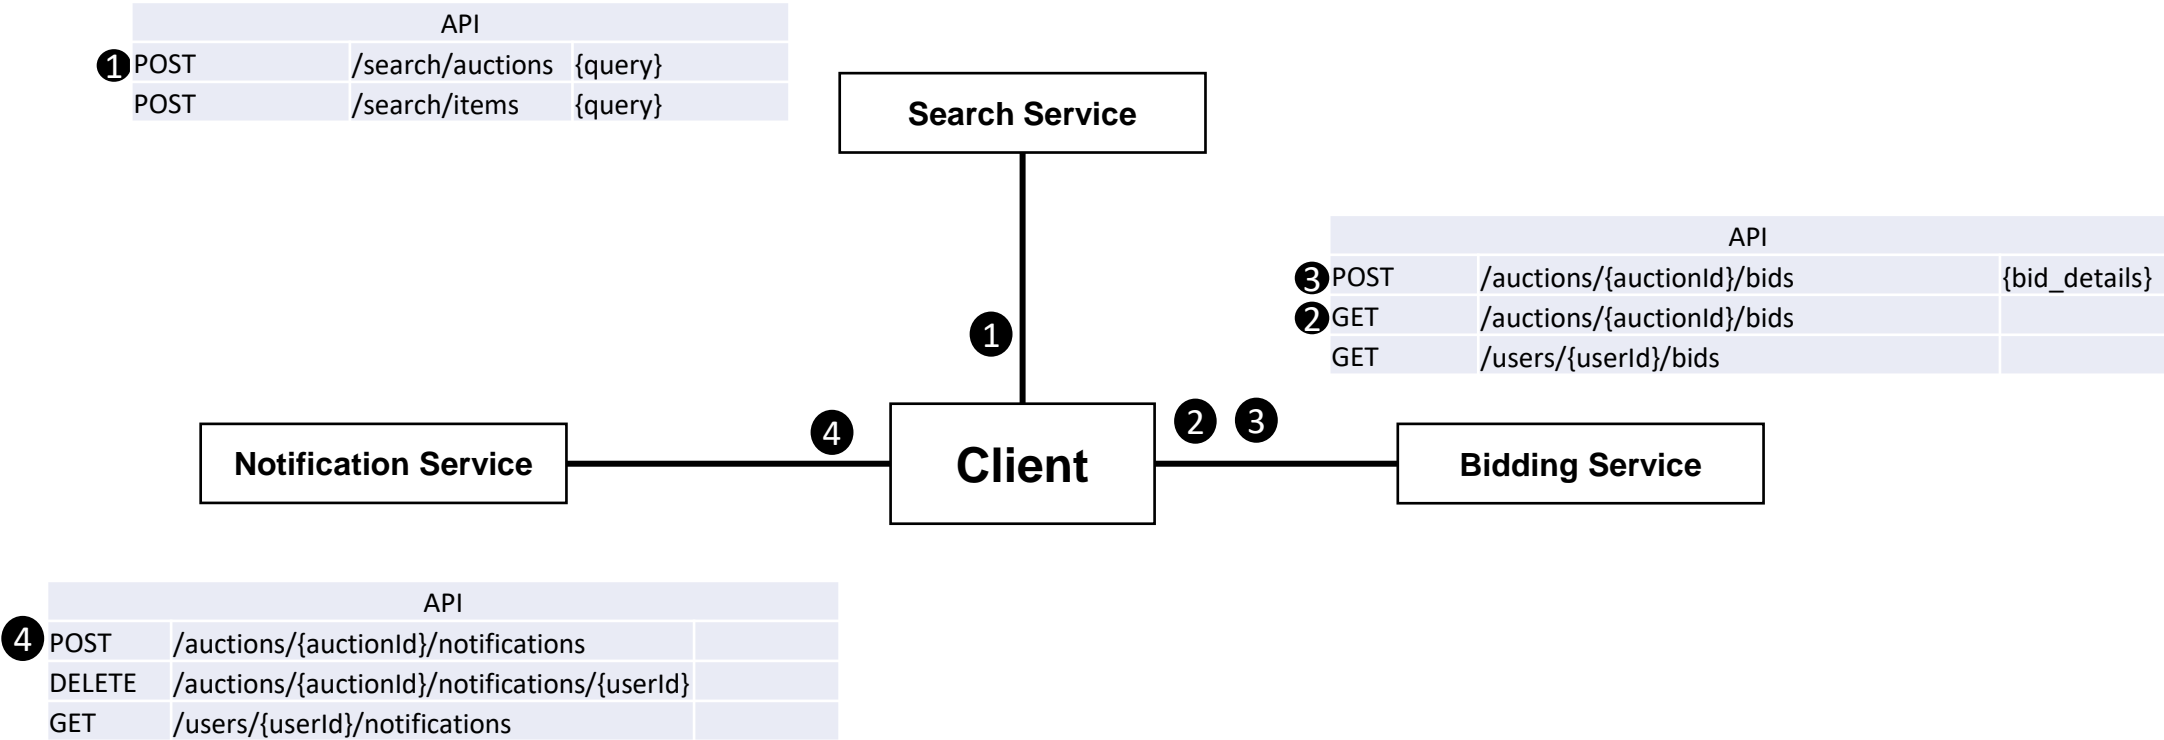 API
1 POST /search/auctions {query}
POST /search/items {query}
Search Service
API
3 POST /auctions/{auctionId}/bids {bid_details}
2 GET /auctions/{auctionId}/bids
GET /users/{userId}/bids
1
2 3
4
Notification Service
Client
Bidding Service
API
4 POST /auctions/{auctionId}/notifications
DELETE /auctions/{auctionId}/notifications/{userId}
GET /users/{userId}/notifications